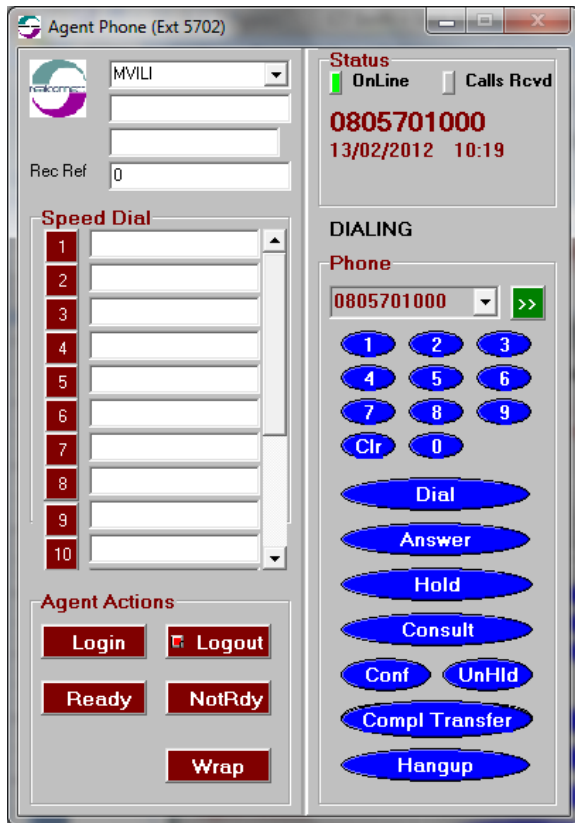 Agent Phone (Ext 5702)
MVILI
Rec Ref
0
Speed Dial
1
2
3
4
5
6
7
8
9
10
Agent Actions
Login
Logout
Ready
NotRdy
Wrap
Status
OnLine
Calls Rcvd
0805701000
13/02/2012 10:19
DIALING
Phone
0805701000 >>
1 2 3
4 5 6
7 8 9
Clr 0
Dial
Answer
Hold
Consult
Conf UnHld
Compl Transfer
Hangup